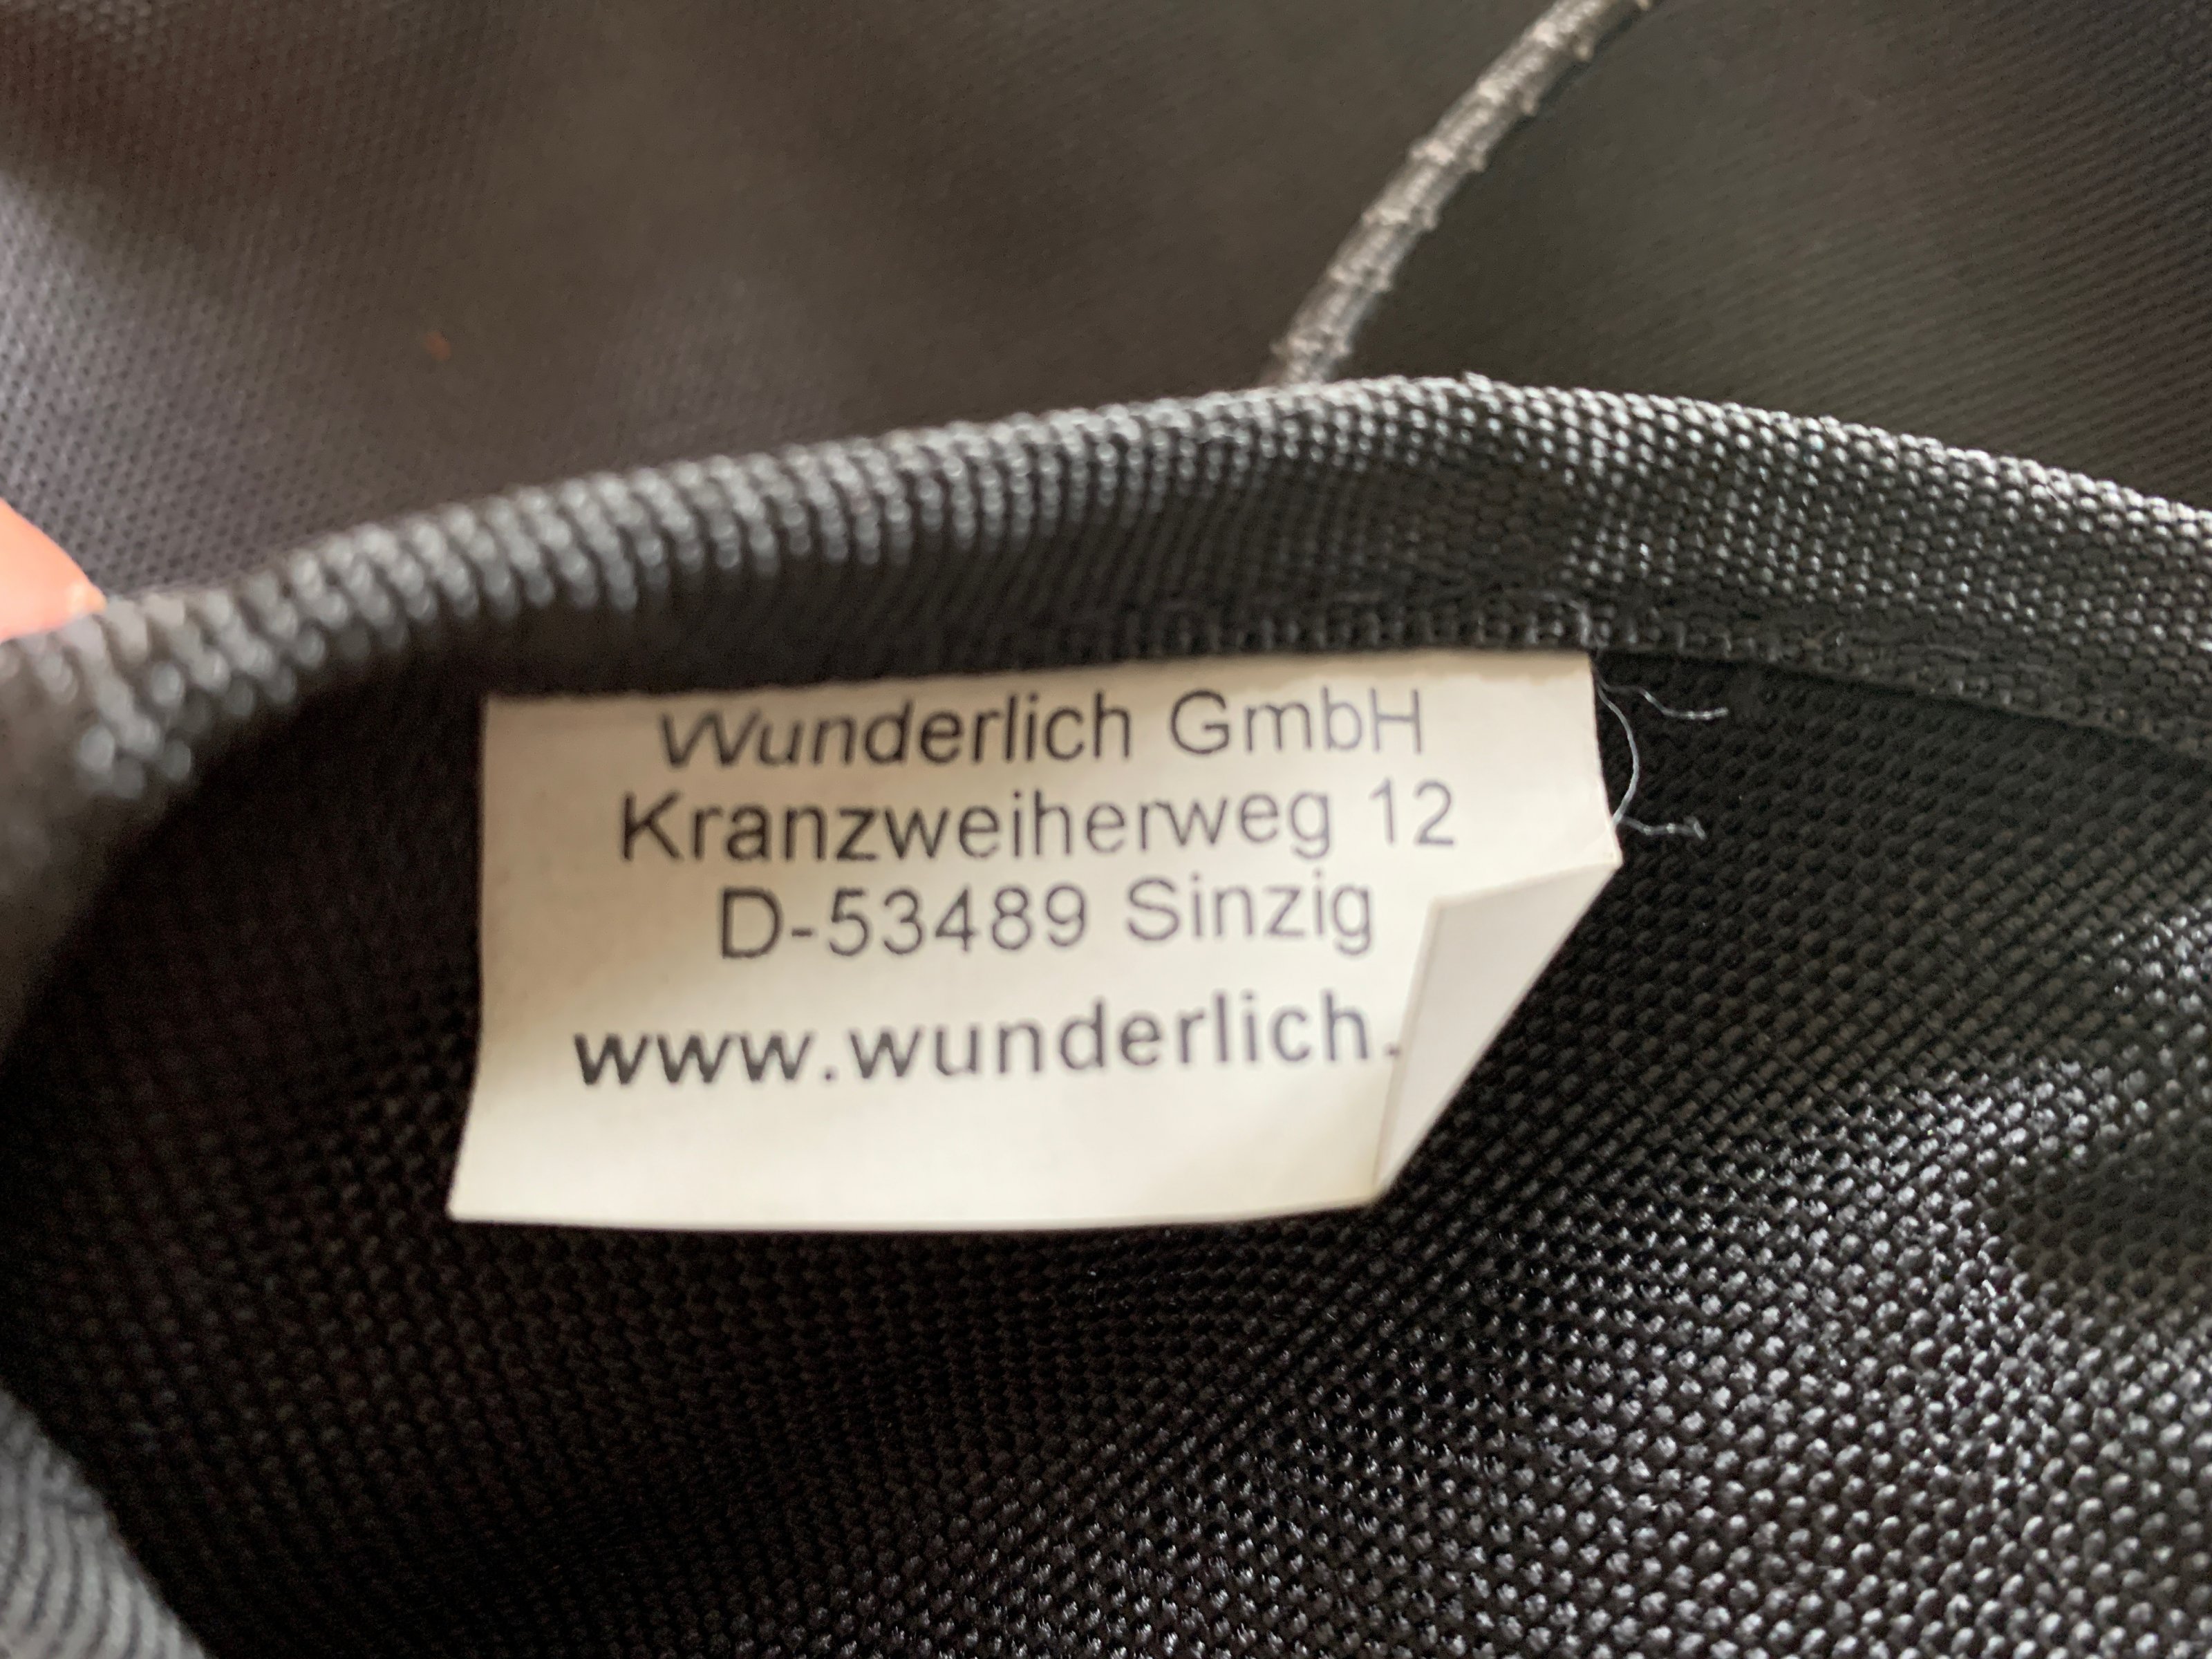 Wunderlich GmbH
Kranzweiherweg 12
D-53489 Sinzig
www.wunderlich.